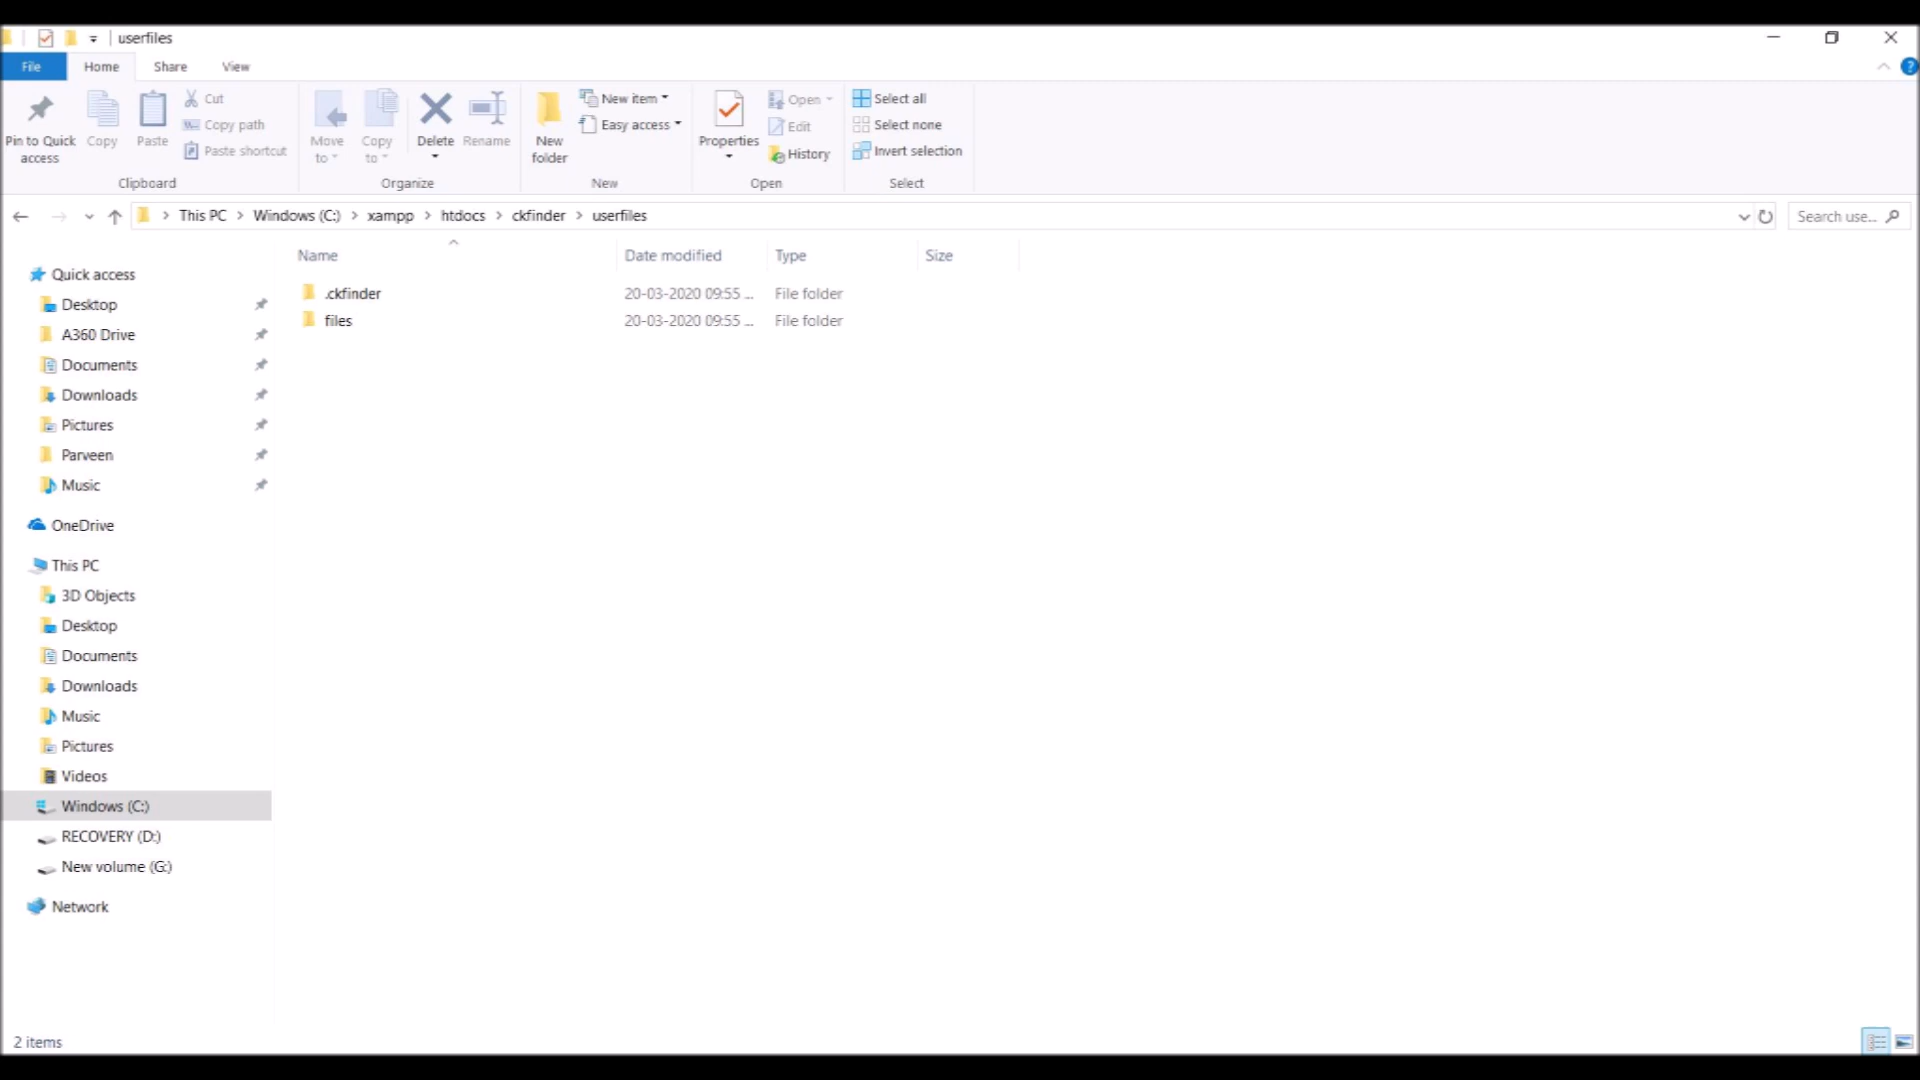 userfiles
File Home Share View
Pin to Quick access
Copy
Paste
Cut
Copy path
Paste shortcut
Clipboard
Move to
Copy to
Delete
Rename
Organize
New folder
New item
Easy access
New
Properties
Open
Edit
History
Open
Select all
Select none
Invert selection
Select
This PC > Windows (C:) > xampp > htdocs > ckfinder > userfiles
Search use...
Name Date modified Type Size
.ckfinder 20-03-2020 09:55 ... File folder
files 20-03-2020 09:55 ... File folder
Quick access
Desktop
A360 Drive
Documents
Downloads
Pictures
Parveen
Music
OneDrive
This PC
3D Objects
Desktop
Documents
Downloads
Music
Pictures
Videos
Windows (C:)
RECOVERY (D:)
New volume (G:)
Network
2 items